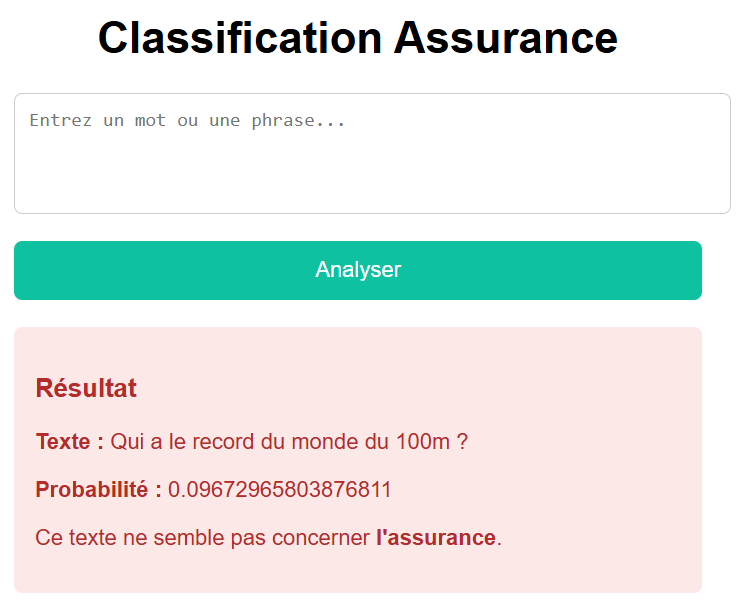 Classification Assurance
Entrez un mot ou une phrase...
Analyser
Résultat
Texte : Qui a le record du monde du 100m ?
Probabilité : 0.09672965803876811
Ce texte ne semble pas concerner l'assurance.